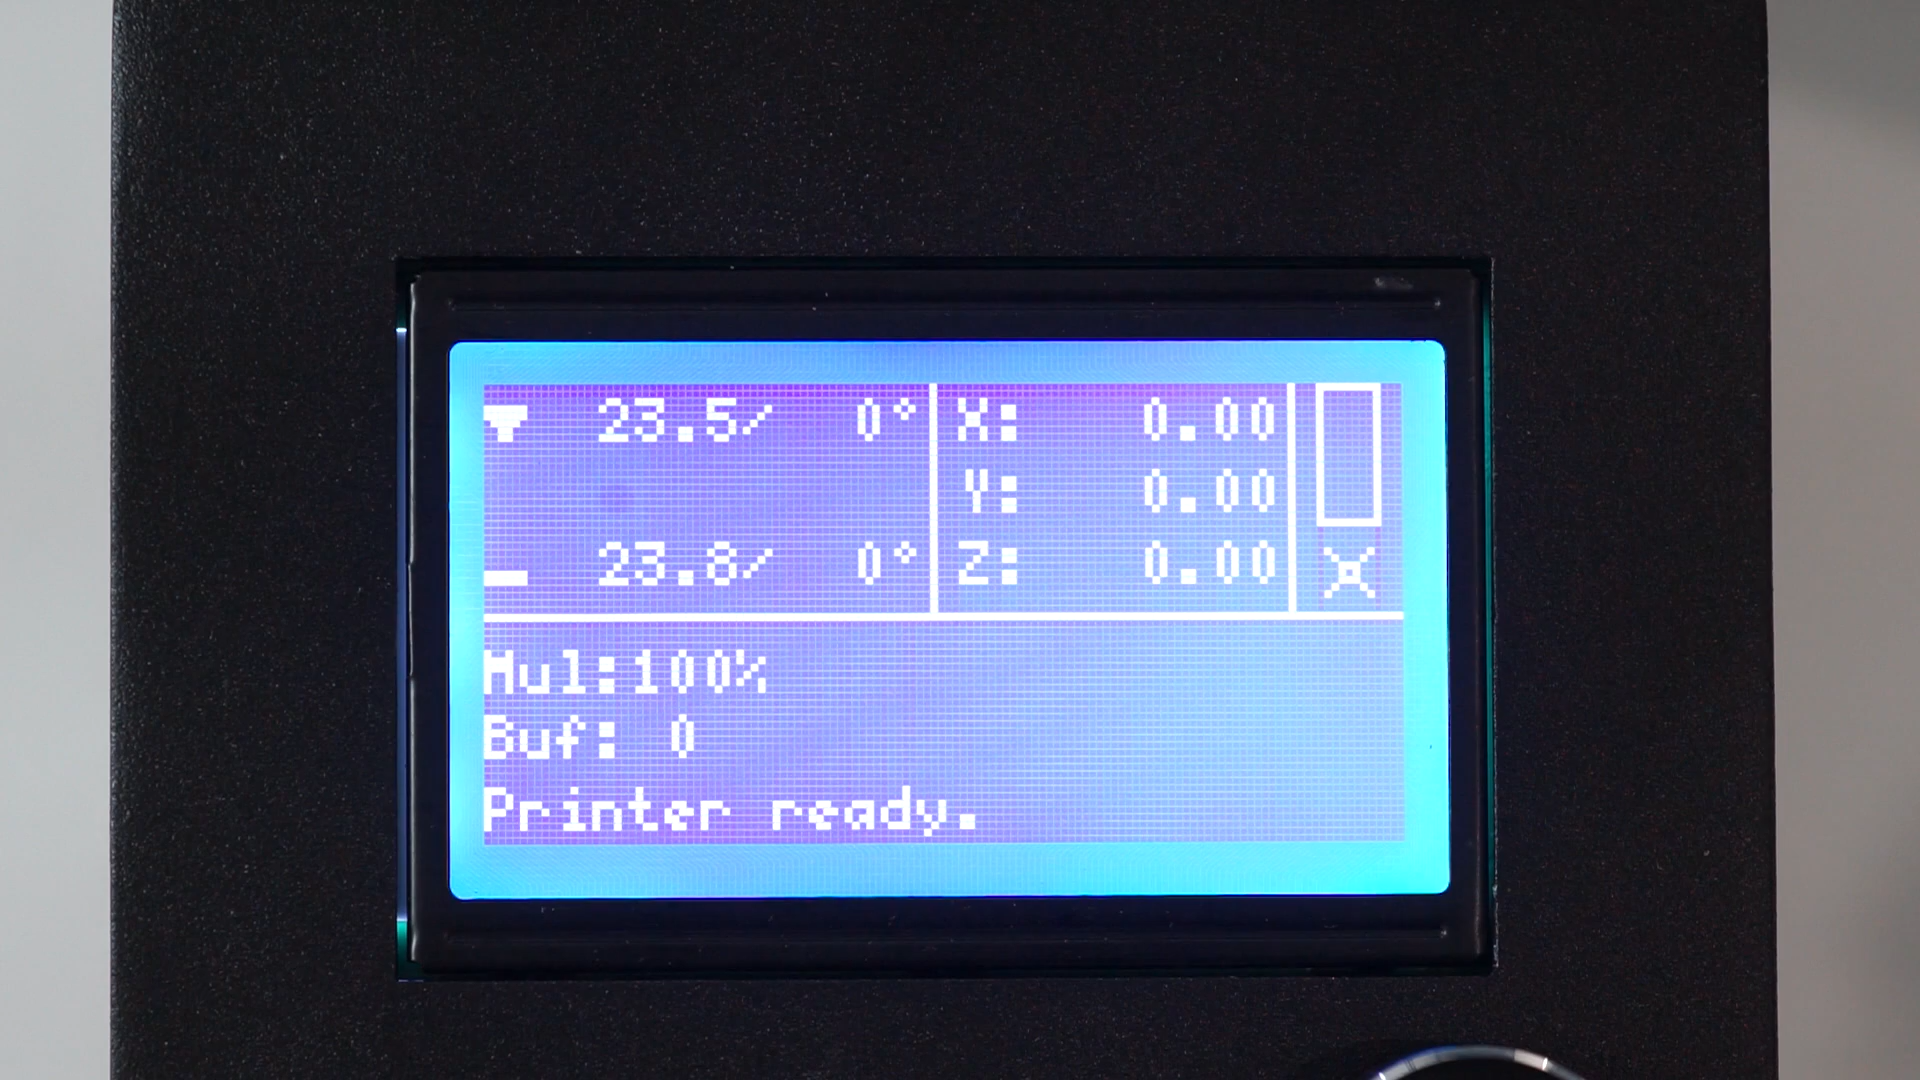 23.5/ 0° X: 0.00
Y: 0.00
23.8/ 0° Z: 0.00
Mul:100%
Buf: 0
Printer ready.